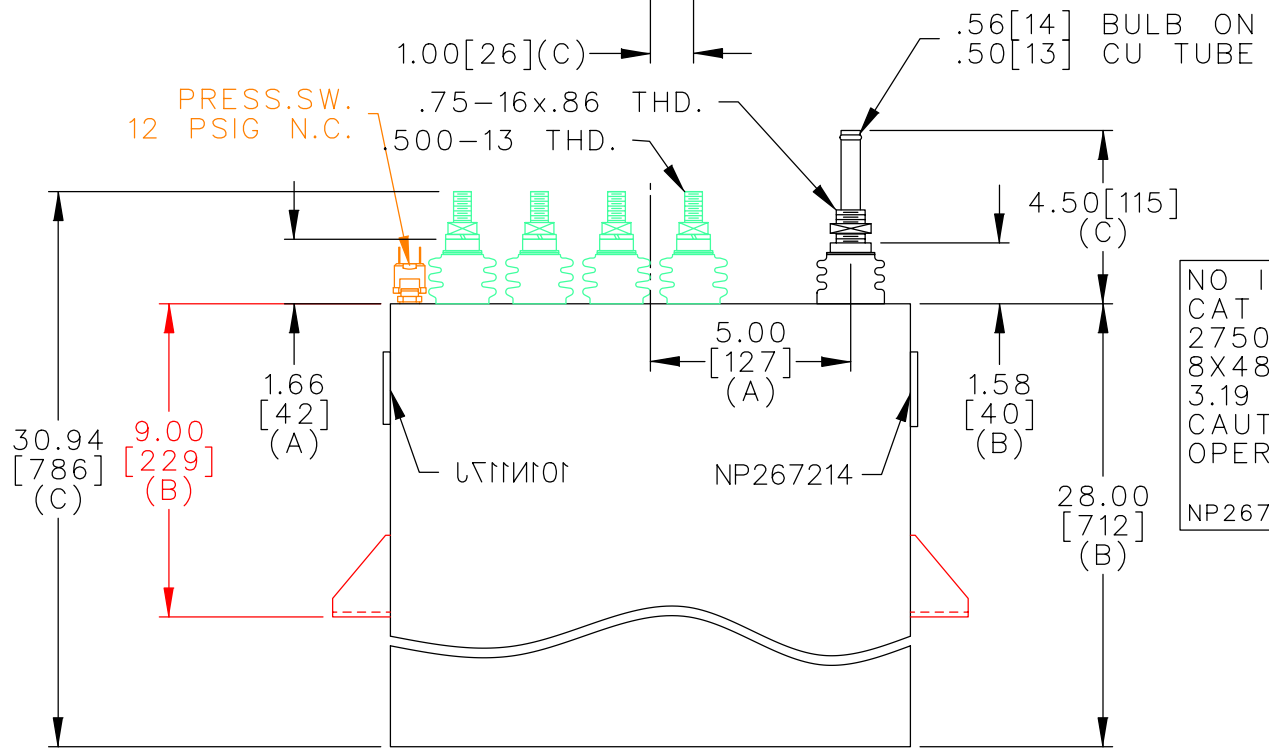 .56[14] BULB ON
.50[13] CU TUBE
1.00[26](C)
PRESS.SW.
12 PSIG N.C.
.75-16x.86 THD.
.500-13 THD.
4.50[115]
(C)
NO I
CAT
2750
8X48
3.19
CAUT
OPER
NP267
5.00
[127]
(A)
1.66
[42]
(A)
1.58
[40]
(B)
30.94
[786]
(C)
9.00
[229]
(B)
101N117J
NP267214
28.00
[712]
(B)